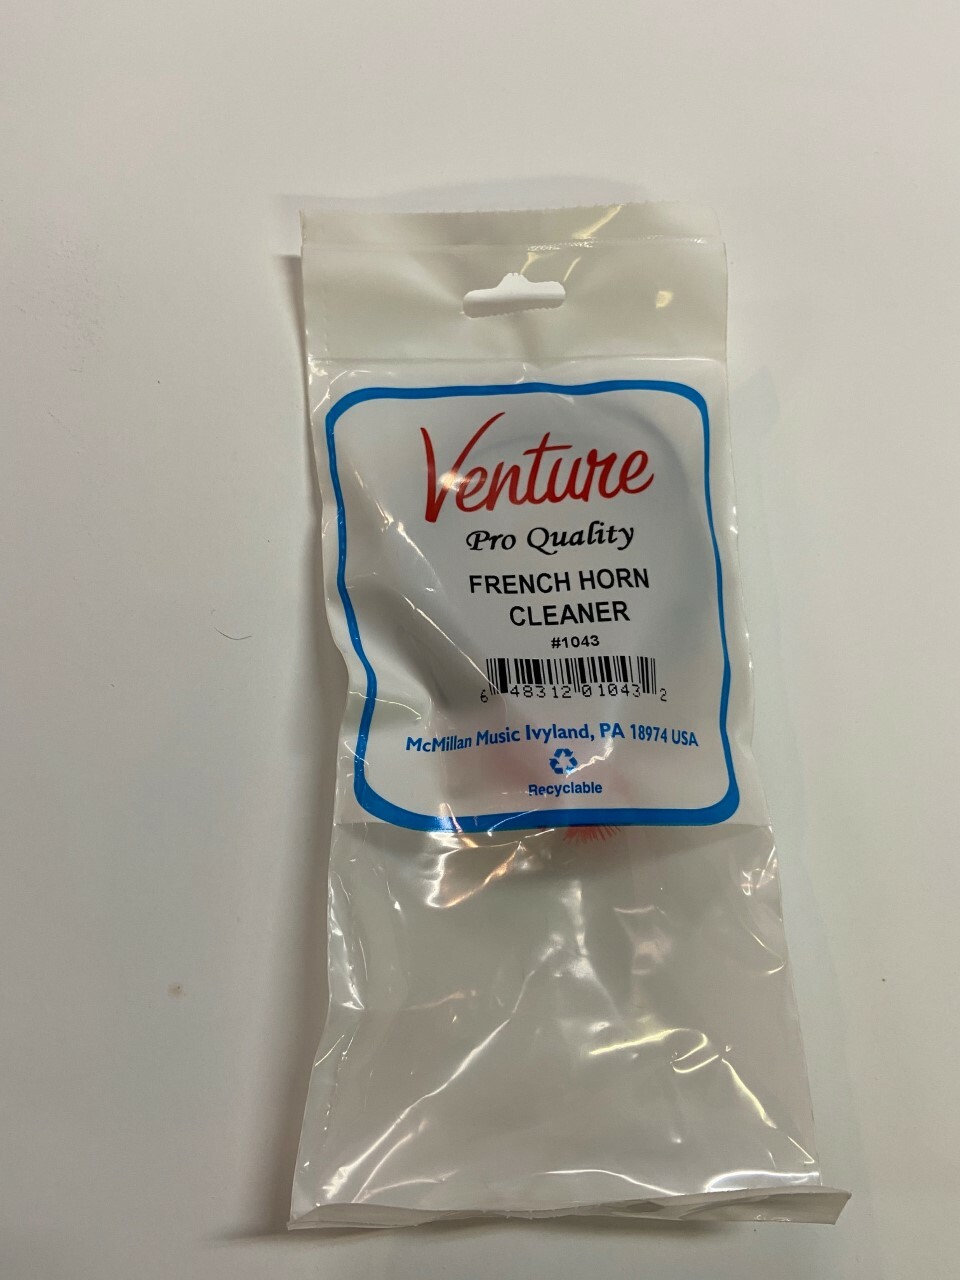 Venture
Pro Quality
FRENCH HORN
CLEANER
#1043
6 48312 01043 2
McMillan Music Ivyland, PA 18974 USA
Recyclable